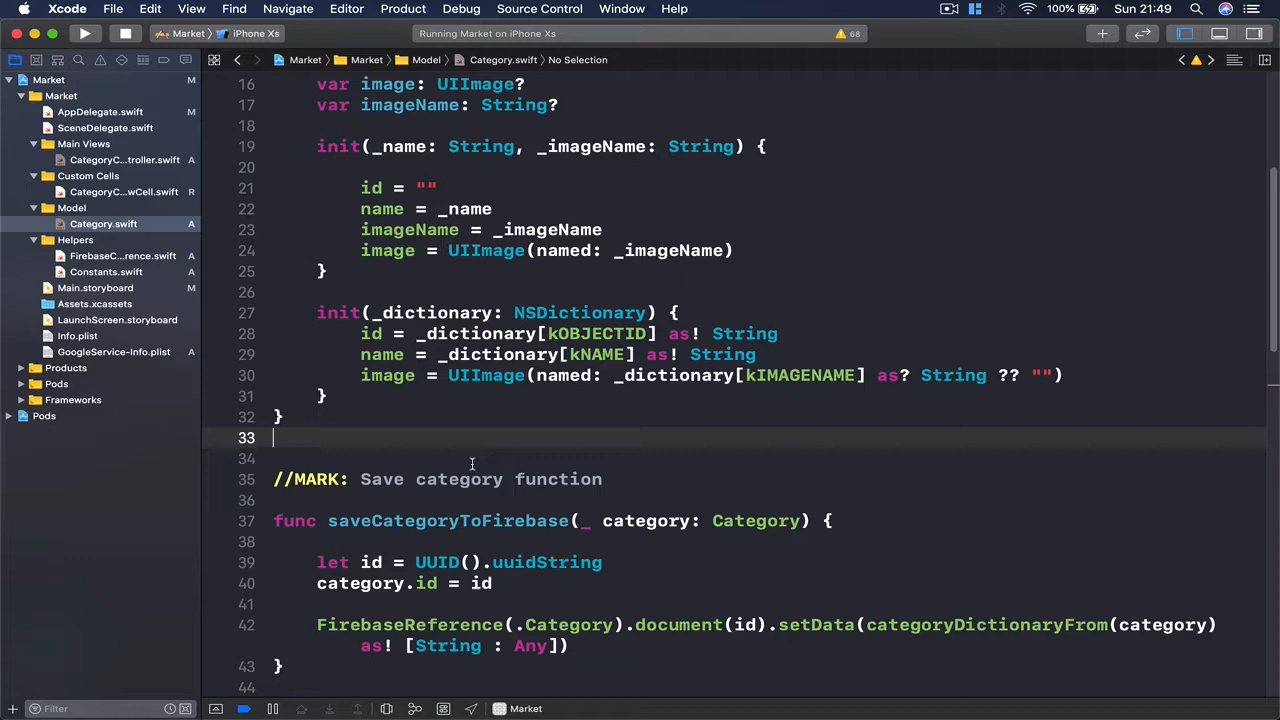 Xcode File Edit View Find Navigate Editor Product Debug Source Control Window Help 100% Sun 21:49
Market iPhone Xs Running Market on iPhone Xs 68
Market Market Model Category.swift No Selection
Market M
Market
AppDelegate.swift M
SceneDelegate.swift
Main Views
CategoryC...troller.swift A
Custom Cells
CategoryC...wCell.swift R
Model
Category.swift A
Helpers
FirebaseC...rence.swift A
Constants.swift A
Main.storyboard M
Assets.xcassets
LaunchScreen.storyboard
Info.plist
GoogleService-Info.plist A
Products
Pods
Frameworks
Pods
Filter
16 var image: UIImage?
17 var imageName: String?
18
19 init(_name: String, _imageName: String) {
20
21 id = ""
22 name = _name
23 imageName = _imageName
24 image = UIImage(named: _imageName)
25 }
26
27 init(_dictionary: NSDictionary) {
28 id = _dictionary[kOBJECTID] as! String
29 name = _dictionary[kNAME] as! String
30 image = UIImage(named: _dictionary[kIMAGENAME] as? String ?? "")
31 }
32 }
33
34
35 //MARK: Save category function
36
37 func saveCategoryToFirebase(_ category: Category) {
38
39 let id = UUID().uuidString
40 category.id = id
41
42 FirebaseReference(.Category).document(id).setData(categoryDictionaryFrom(category)
as! [String : Any])
43 }
44
Market